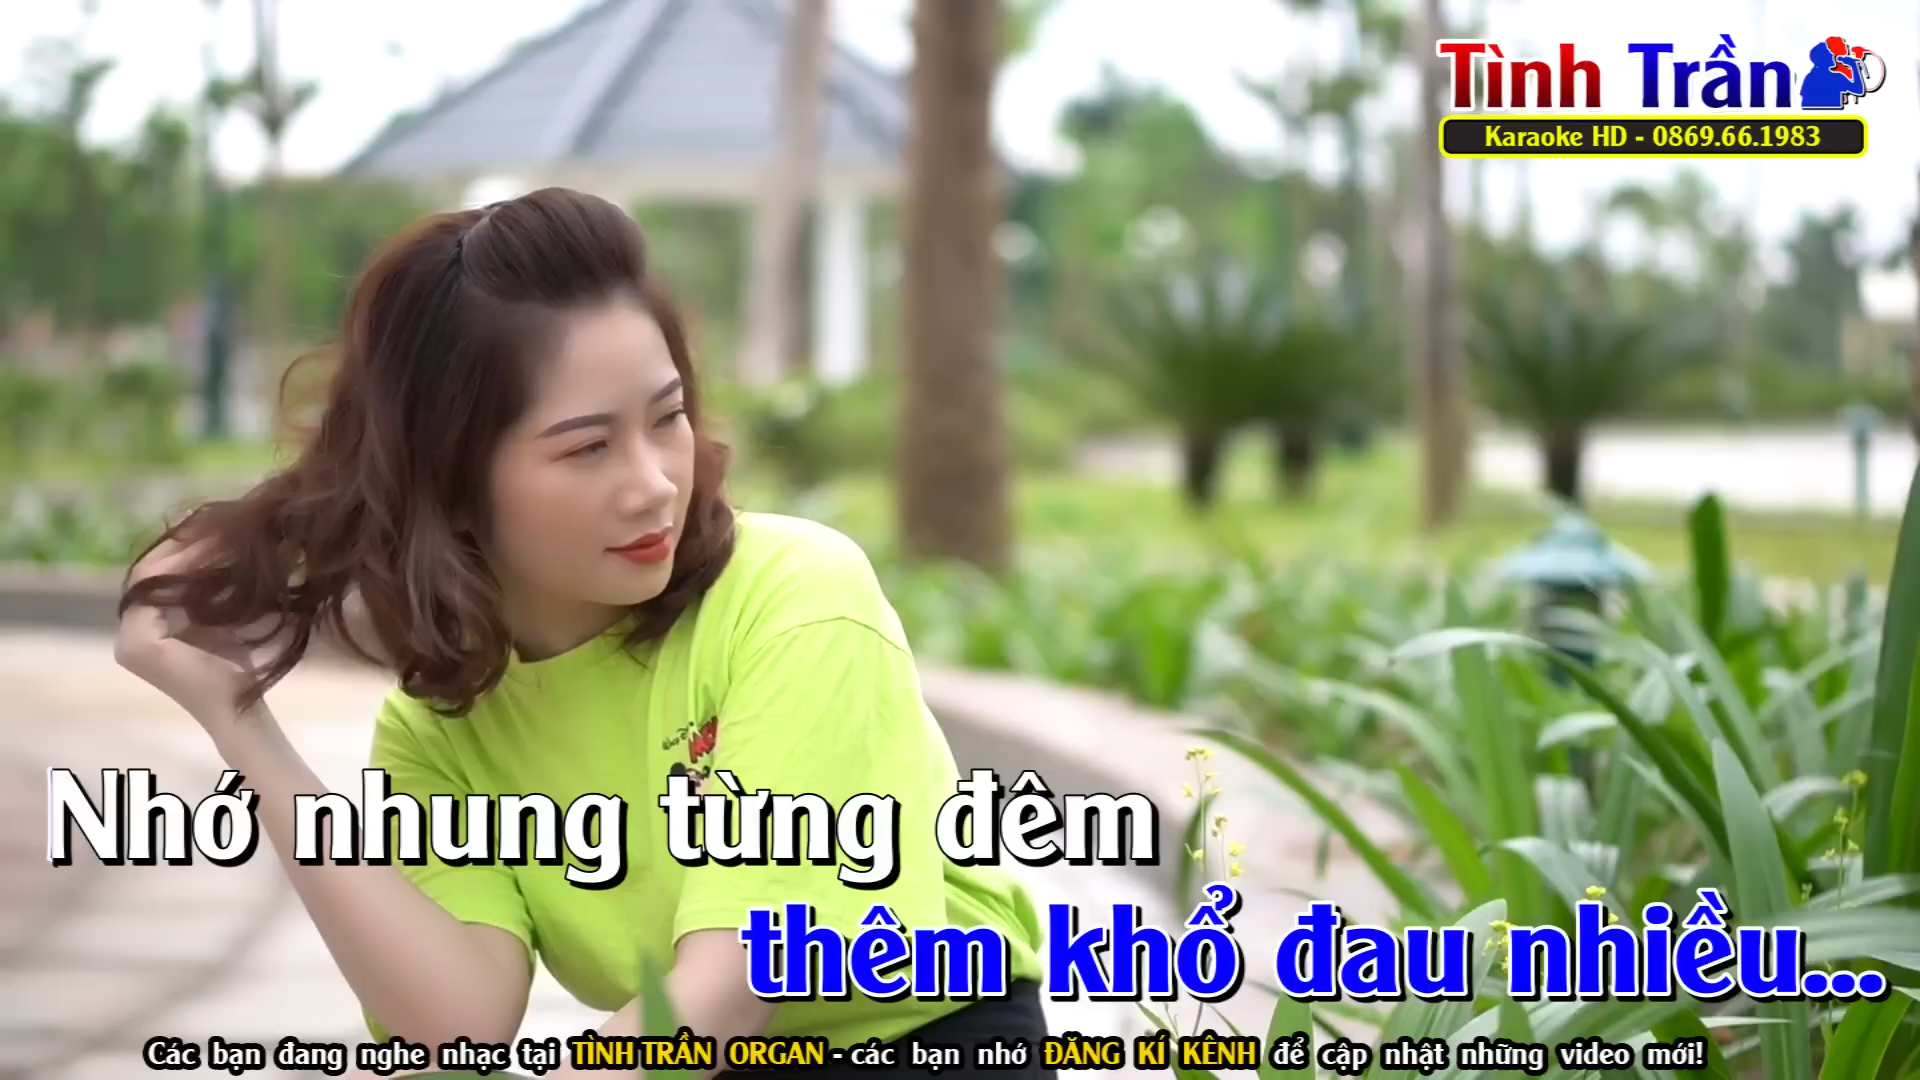 Tình Trần
Karaoke HD - 0869.66.1983
Nhớ nhung từng đêm
thêm khổ đau nhiều...
Các bạn đang nghe nhạc tại TÌNH TRẦN ORGAN - các bạn nhớ ĐĂNG KÍ KÊNH để cập nhật những video mới!